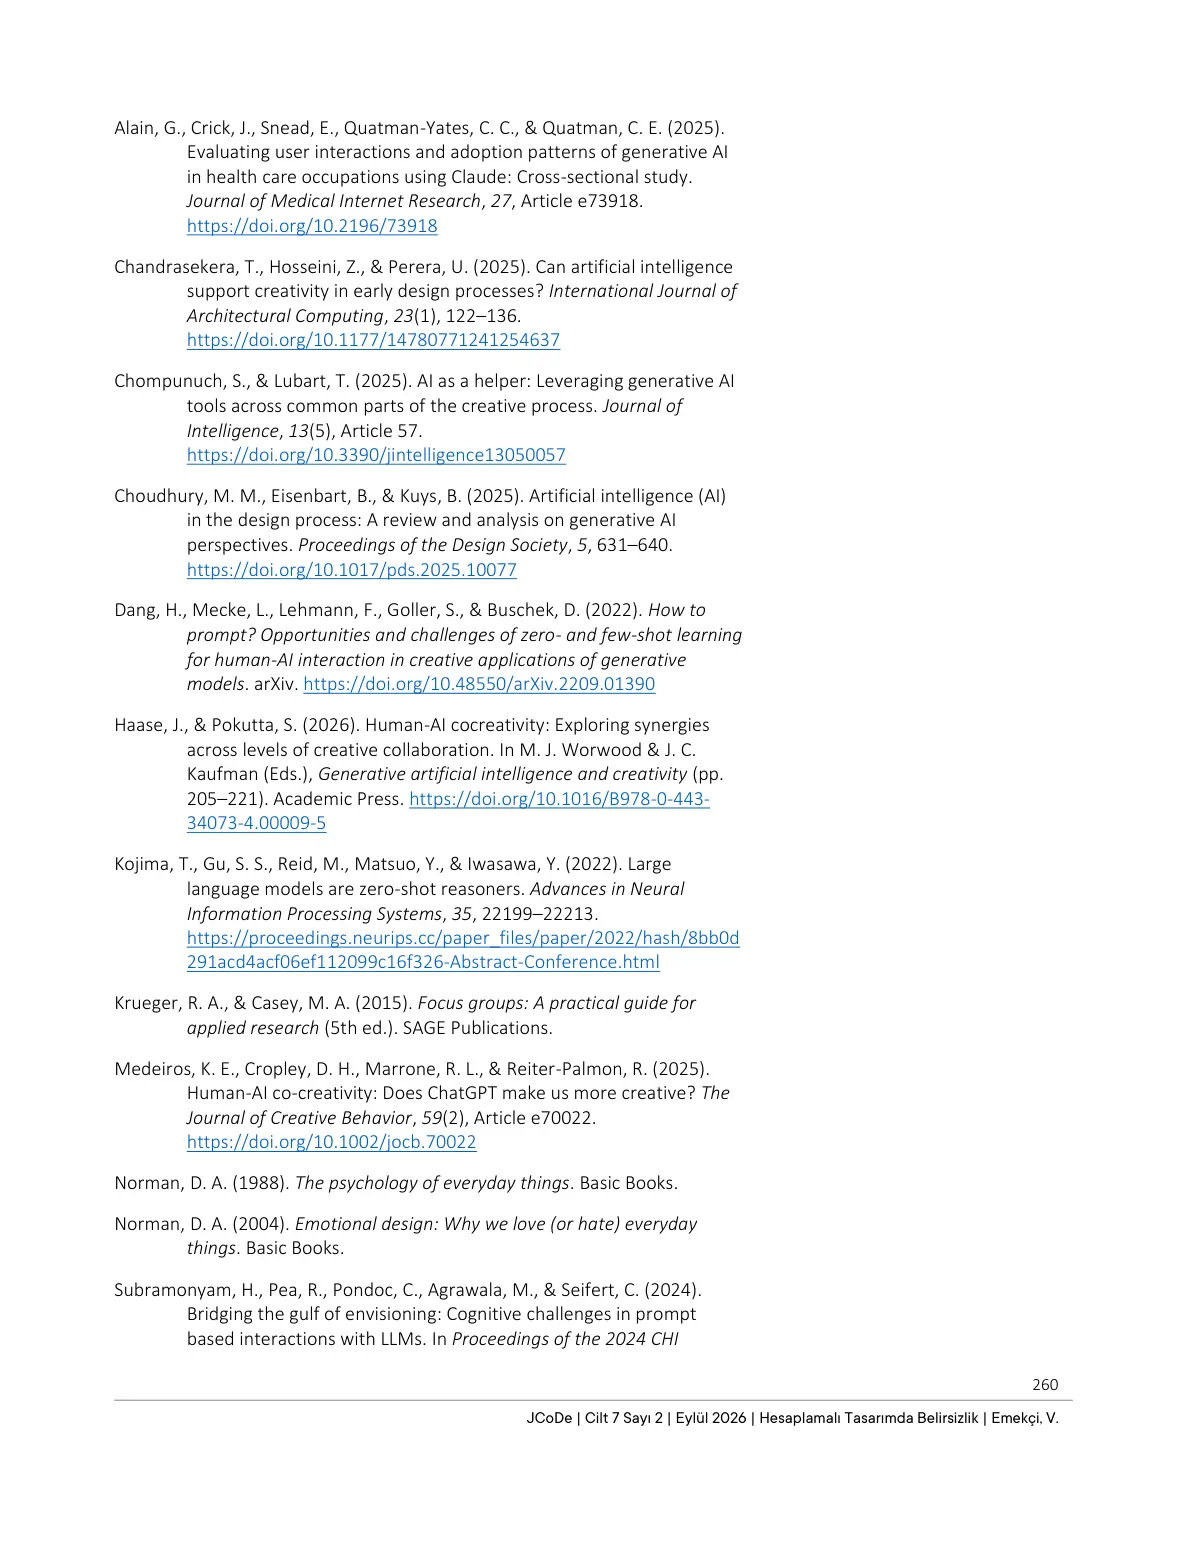 Alain, G., Crick, J., Snead, E., Quatman-Yates, C. C., & Quatman, C. E. (2025).
Evaluating user interactions and adoption patterns of generative AI
in health care occupations using Claude: Cross-sectional study.
Journal of Medical Internet Research, 27, Article e73918.
https://doi.org/10.2196/73918
Chandrasekera, T., Hosseini, Z., & Perera, U. (2025). Can artificial intelligence
support creativity in early design processes? International Journal of
Architectural Computing, 23(1), 122–136.
https://doi.org/10.1177/14780771241254637
Chompunuch, S., & Lubart, T. (2025). AI as a helper: Leveraging generative AI
tools across common parts of the creative process. Journal of
Intelligence, 13(5), Article 57.
https://doi.org/10.3390/jintelligence13050057
Choudhury, M. M., Eisenbart, B., & Kuys, B. (2025). Artificial intelligence (AI)
in the design process: A review and analysis on generative AI
perspectives. Proceedings of the Design Society, 5, 631–640.
https://doi.org/10.1017/pds.2025.10077
Dang, H., Mecke, L., Lehmann, F., Goller, S., & Buschek, D. (2022). How to
prompt? Opportunities and challenges of zero- and few-shot learning
for human-AI interaction in creative applications of generative
models. arXiv. https://doi.org/10.48550/arXiv.2209.01390
Haase, J., & Pokutta, S. (2026). Human-AI cocreativity: Exploring synergies
across levels of creative collaboration. In M. J. Worwood & J. C.
Kaufman (Eds.), Generative artificial intelligence and creativity (pp.
205–221). Academic Press. https://doi.org/10.1016/B978-0-443-
34073-4.00009-5
Kojima, T., Gu, S. S., Reid, M., Matsuo, Y., & Iwasawa, Y. (2022). Large
language models are zero-shot reasoners. Advances in Neural
Information Processing Systems, 35, 22199–22213.
https://proceedings.neurips.cc/paper_files/paper/2022/hash/8bb0d
291acd4acf06ef112099c16f326-Abstract-Conference.html
Krueger, R. A., & Casey, M. A. (2015). Focus groups: A practical guide for
applied research (5th ed.). SAGE Publications.
Medeiros, K. E., Cropley, D. H., Marrone, R. L., & Reiter-Palmon, R. (2025).
Human-AI co-creativity: Does ChatGPT make us more creative? The
Journal of Creative Behavior, 59(2), Article e70022.
https://doi.org/10.1002/jocb.70022
Norman, D. A. (1988). The psychology of everyday things. Basic Books.
Norman, D. A. (2004). Emotional design: Why we love (or hate) everyday
things. Basic Books.
Subramonyam, H., Pea, R., Pondoc, C., Agrawala, M., & Seifert, C. (2024).
Bridging the gulf of envisioning: Cognitive challenges in prompt
based interactions with LLMs. In Proceedings of the 2024 CHI
260
JCoDe | Cilt 7 Sayı 2 | Eylül 2026 | Hesaplamalı Tasarımda Belirsizlik | Emekçi, V.